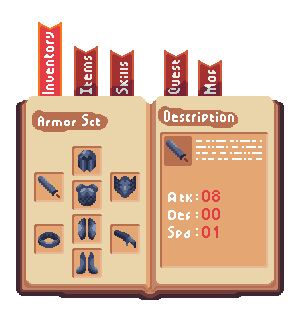 Inventory
Items
Skills
Quest
Map
Armor Set
Description
Atk:08
Def:00
Spd:01